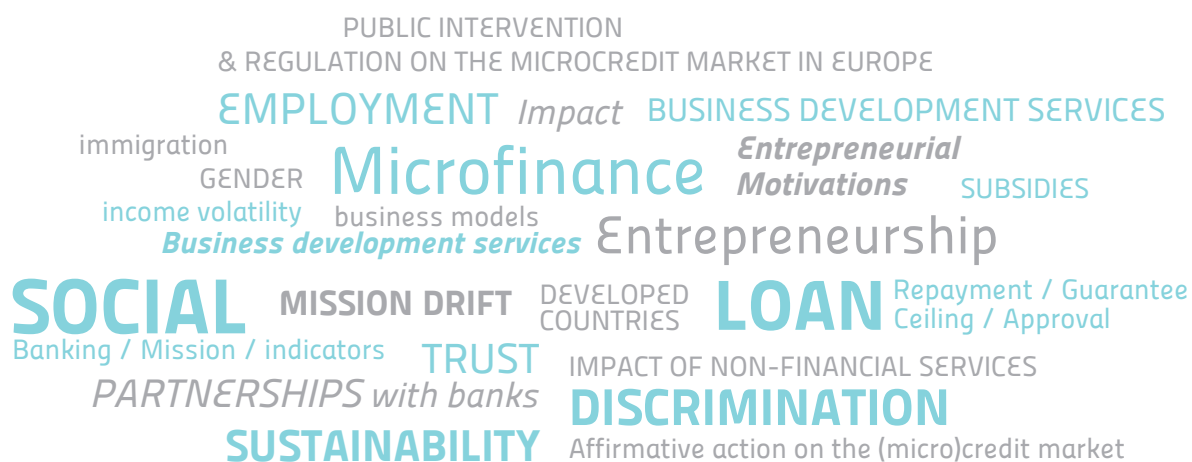 PUBLIC INTERVENTION
& REGULATION ON THE MICROCREDIT MARKET IN EUROPE
EMPLOYMENT Impact BUSINESS DEVELOPMENT SERVICES
immigration
GENDER
Microfinance
Entrepreneurial
Motivations
SUBSIDIES
income volatility
business models
Business development services
Entrepreneurship
SOCIAL
Banking / Mission / indicators
MISSION DRIFT
DEVELOPED
COUNTRIES
LOAN
Repayment / Guarantee
Ceiling / Approval
TRUST
PARTNERSHIPS with banks
SUSTAINABILITY
IMPACT OF NON-FINANCIAL SERVICES
DISCRIMINATION
Affirmative action on the (micro)credit market